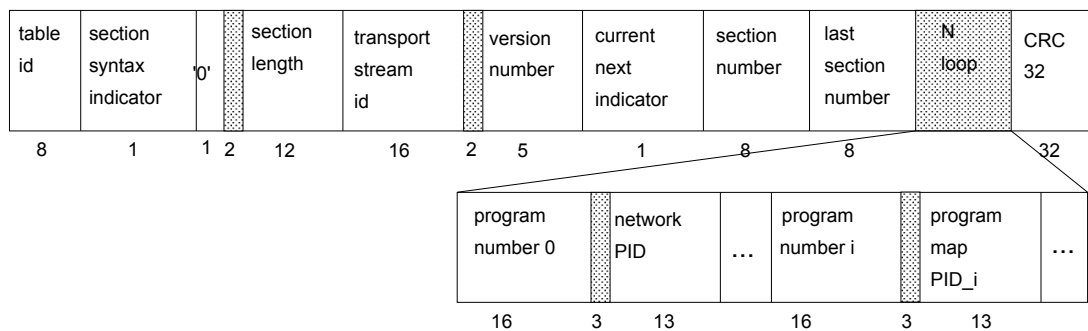 table
id
section
syntax
indicator
'0'
section
length
transport
stream
id
version
number
current
next
indicator
section
number
last
section
number
N
loop
CRC
32
8
1
1
2
12
16
2
5
1
8
8
32
program
number 0
network
PID
...
program
number i
program
map
PID_i
...
16
3
13
16
3
13